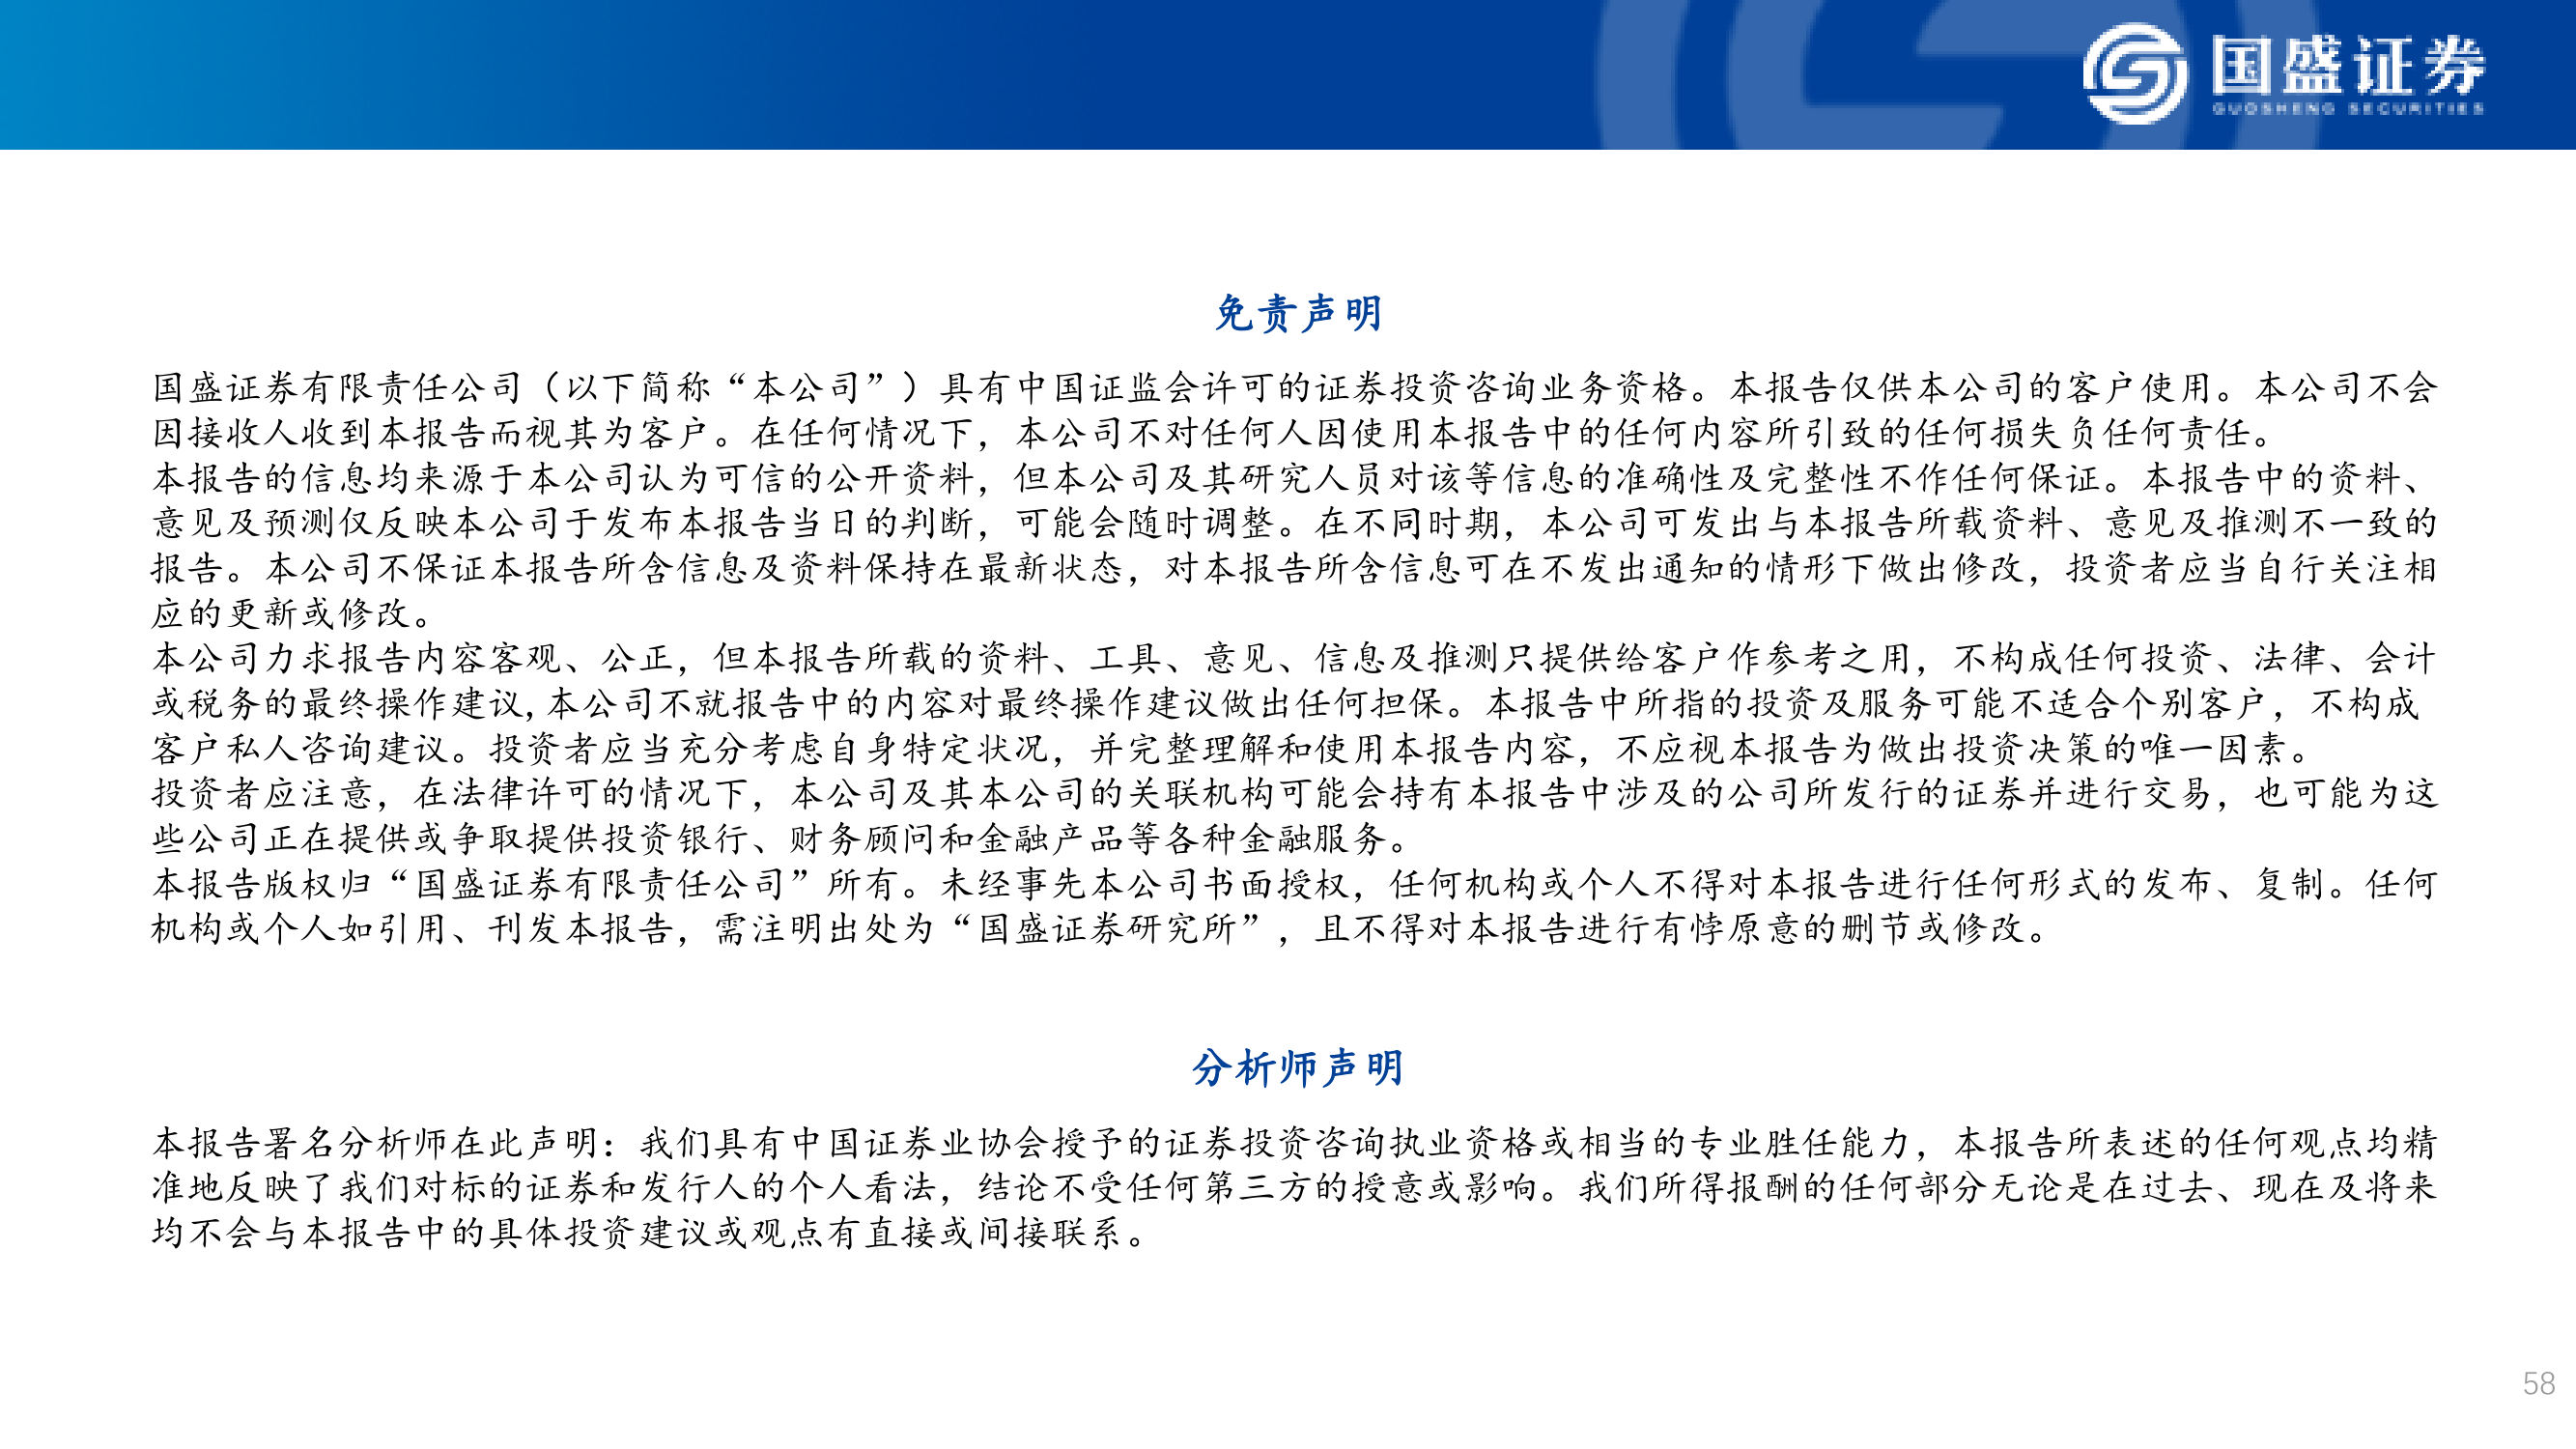 国盛证券
GUOSHENG SECURITIES
免责声明
国盛证券有限责任公司（以下简称“本公司”）具有中国证监会许可的证券投资咨询业务资格。本报告仅供本公司的客户使用。本公司不会
因接收人收到本报告而视其为客户。在任何情况下，本公司不对任何人因使用本报告中的任何内容所引致的任何损失负任何责任。
本报告的信息均来源于本公司认为可信的公开资料，但本公司及其研究人员对该等信息的准确性及完整性不作任何保证。本报告中的资料、
意见及预测仅反映本公司于发布本报告当日的判断，可能会随时调整。在不同时期，本公司可发出与本报告所载资料、意见及推测不一致的
报告。本公司不保证本报告所含信息及资料保持在最新状态，对本报告所含信息可在不发出通知的情形下做出修改，投资者应当自行关注相
应的更新或修改。
本公司力求报告内容客观、公正，但本报告所载的资料、工具、意见、信息及推测只提供给客户作参考之用，不构成任何投资、法律、会计
或税务的最终操作建议,本公司不就报告中的内容对最终操作建议做出任何担保。本报告中所指的投资及服务可能不适合个别客户，不构成
客户私人咨询建议。投资者应当充分考虑自身特定状况，并完整理解和使用本报告内容，不应视本报告为做出投资决策的唯一因素。
投资者应注意，在法律许可的情况下，本公司及其本公司的关联机构可能会持有本报告中涉及的公司所发行的证券并进行交易，也可能为这
些公司正在提供或争取提供投资银行、财务顾问和金融产品等各种金融服务。
本报告版权归“国盛证券有限责任公司”所有。未经事先本公司书面授权，任何机构或个人不得对本报告进行任何形式的发布、复制。任何
机构或个人如引用、刊发本报告，需注明出处为“国盛证券研究所”，且不得对本报告进行有悖原意的删节或修改。
分析师声明
本报告署名分析师在此声明：我们具有中国证券业协会授予的证券投资咨询执业资格或相当的专业胜任能力，本报告所表述的任何观点均精
准地反映了我们对标的证券和发行人的个人看法，结论不受任何第三方的授意或影响。我们所得报酬的任何部分无论是在过去、现在及将来
均不会与本报告中的具体投资建议或观点有直接或间接联系。
58